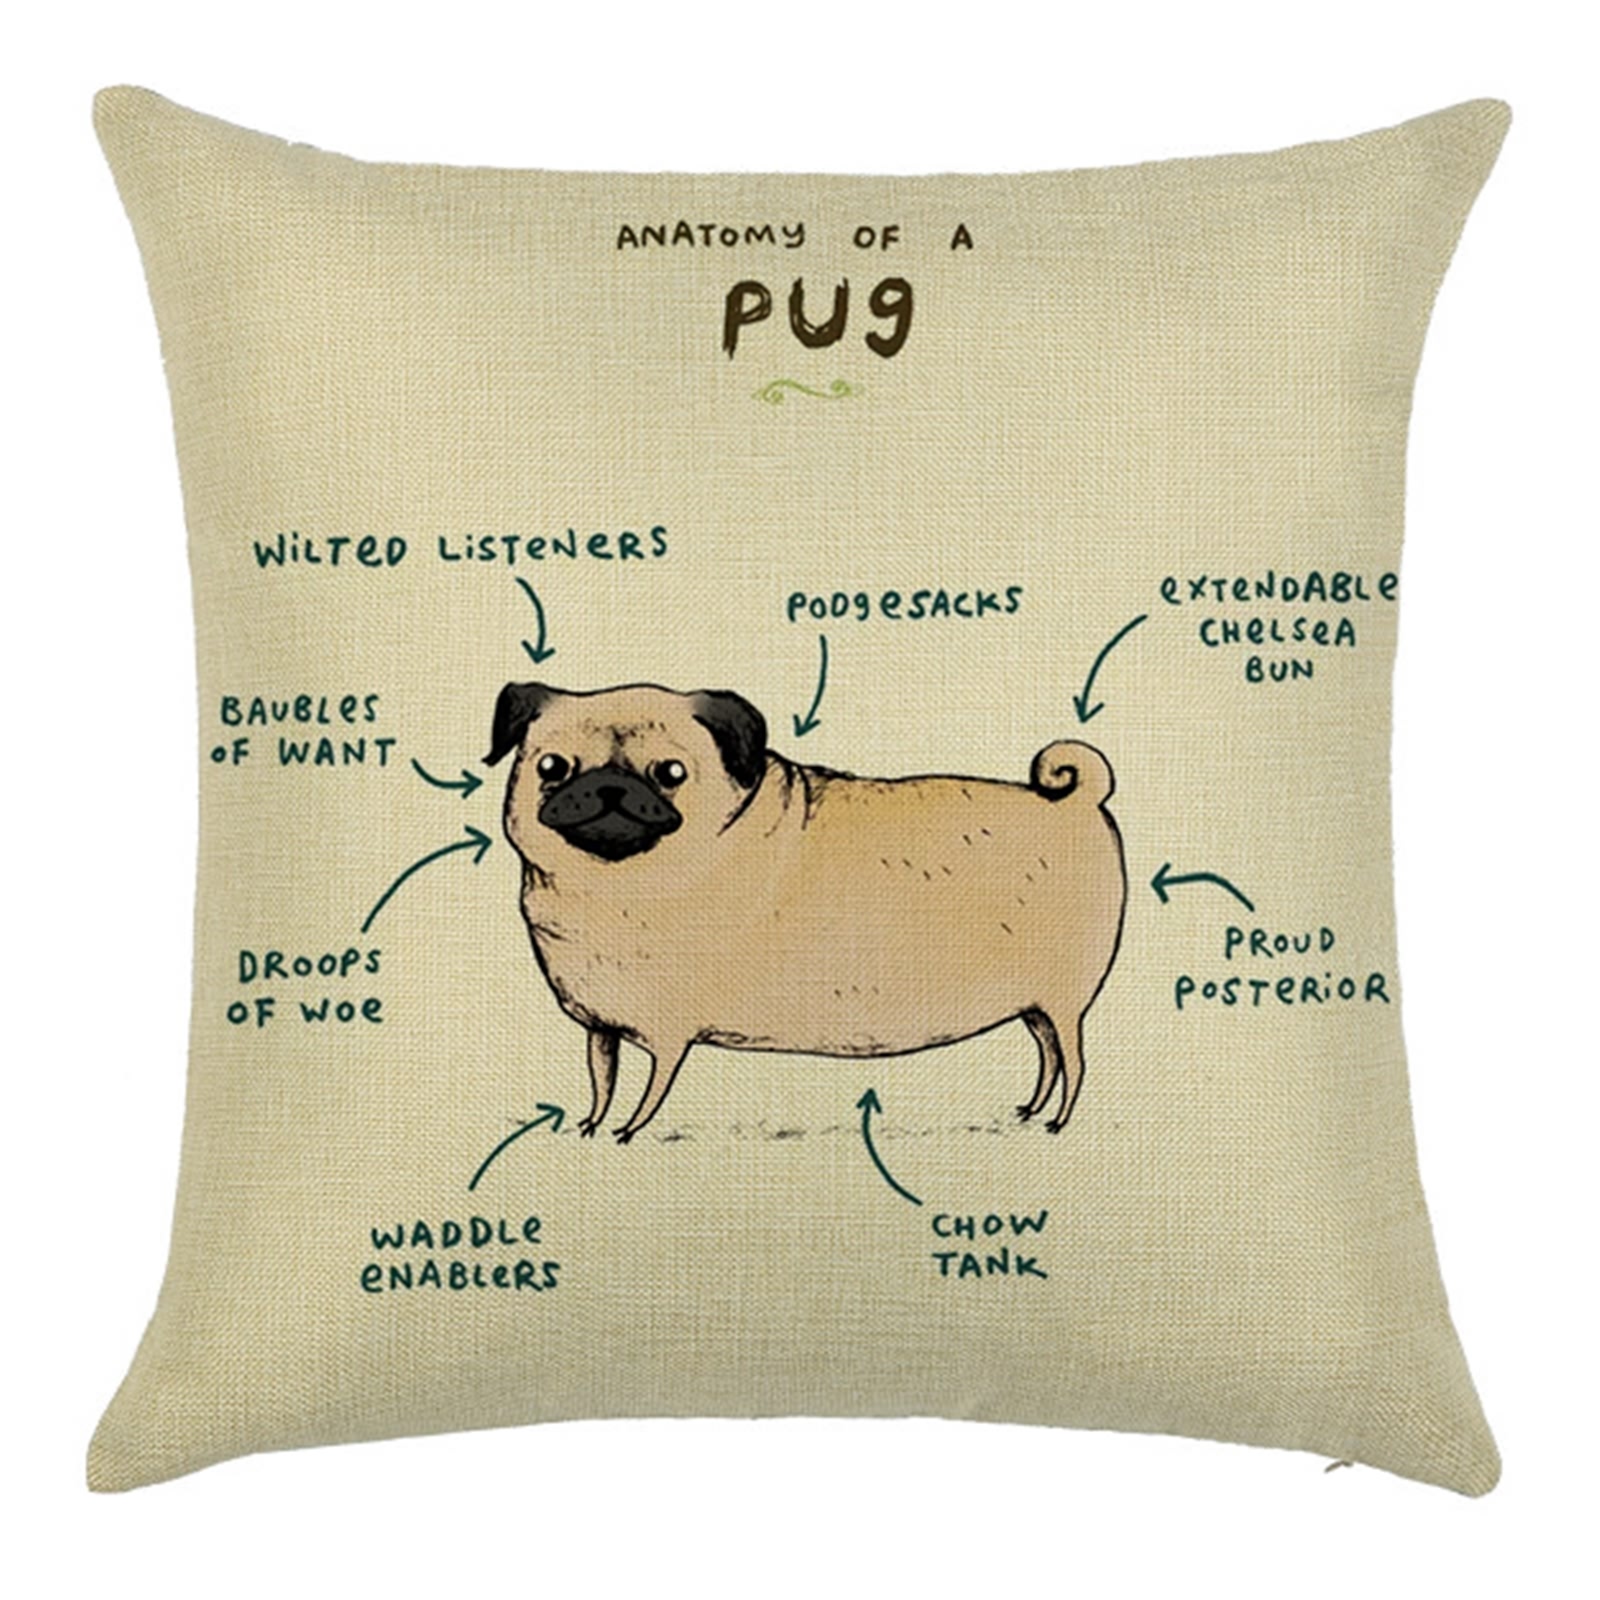 ANATOMY OF A
PUG
WILTED LISTENERS
PODGESACKS
EXTENDABLE
CHELSEA
BUN
BAUBLES
OF WANT
DROOPS
OF WOE
PROUD
POSTERIOR
WADDLE
ENABLERS
CHOW
TANK